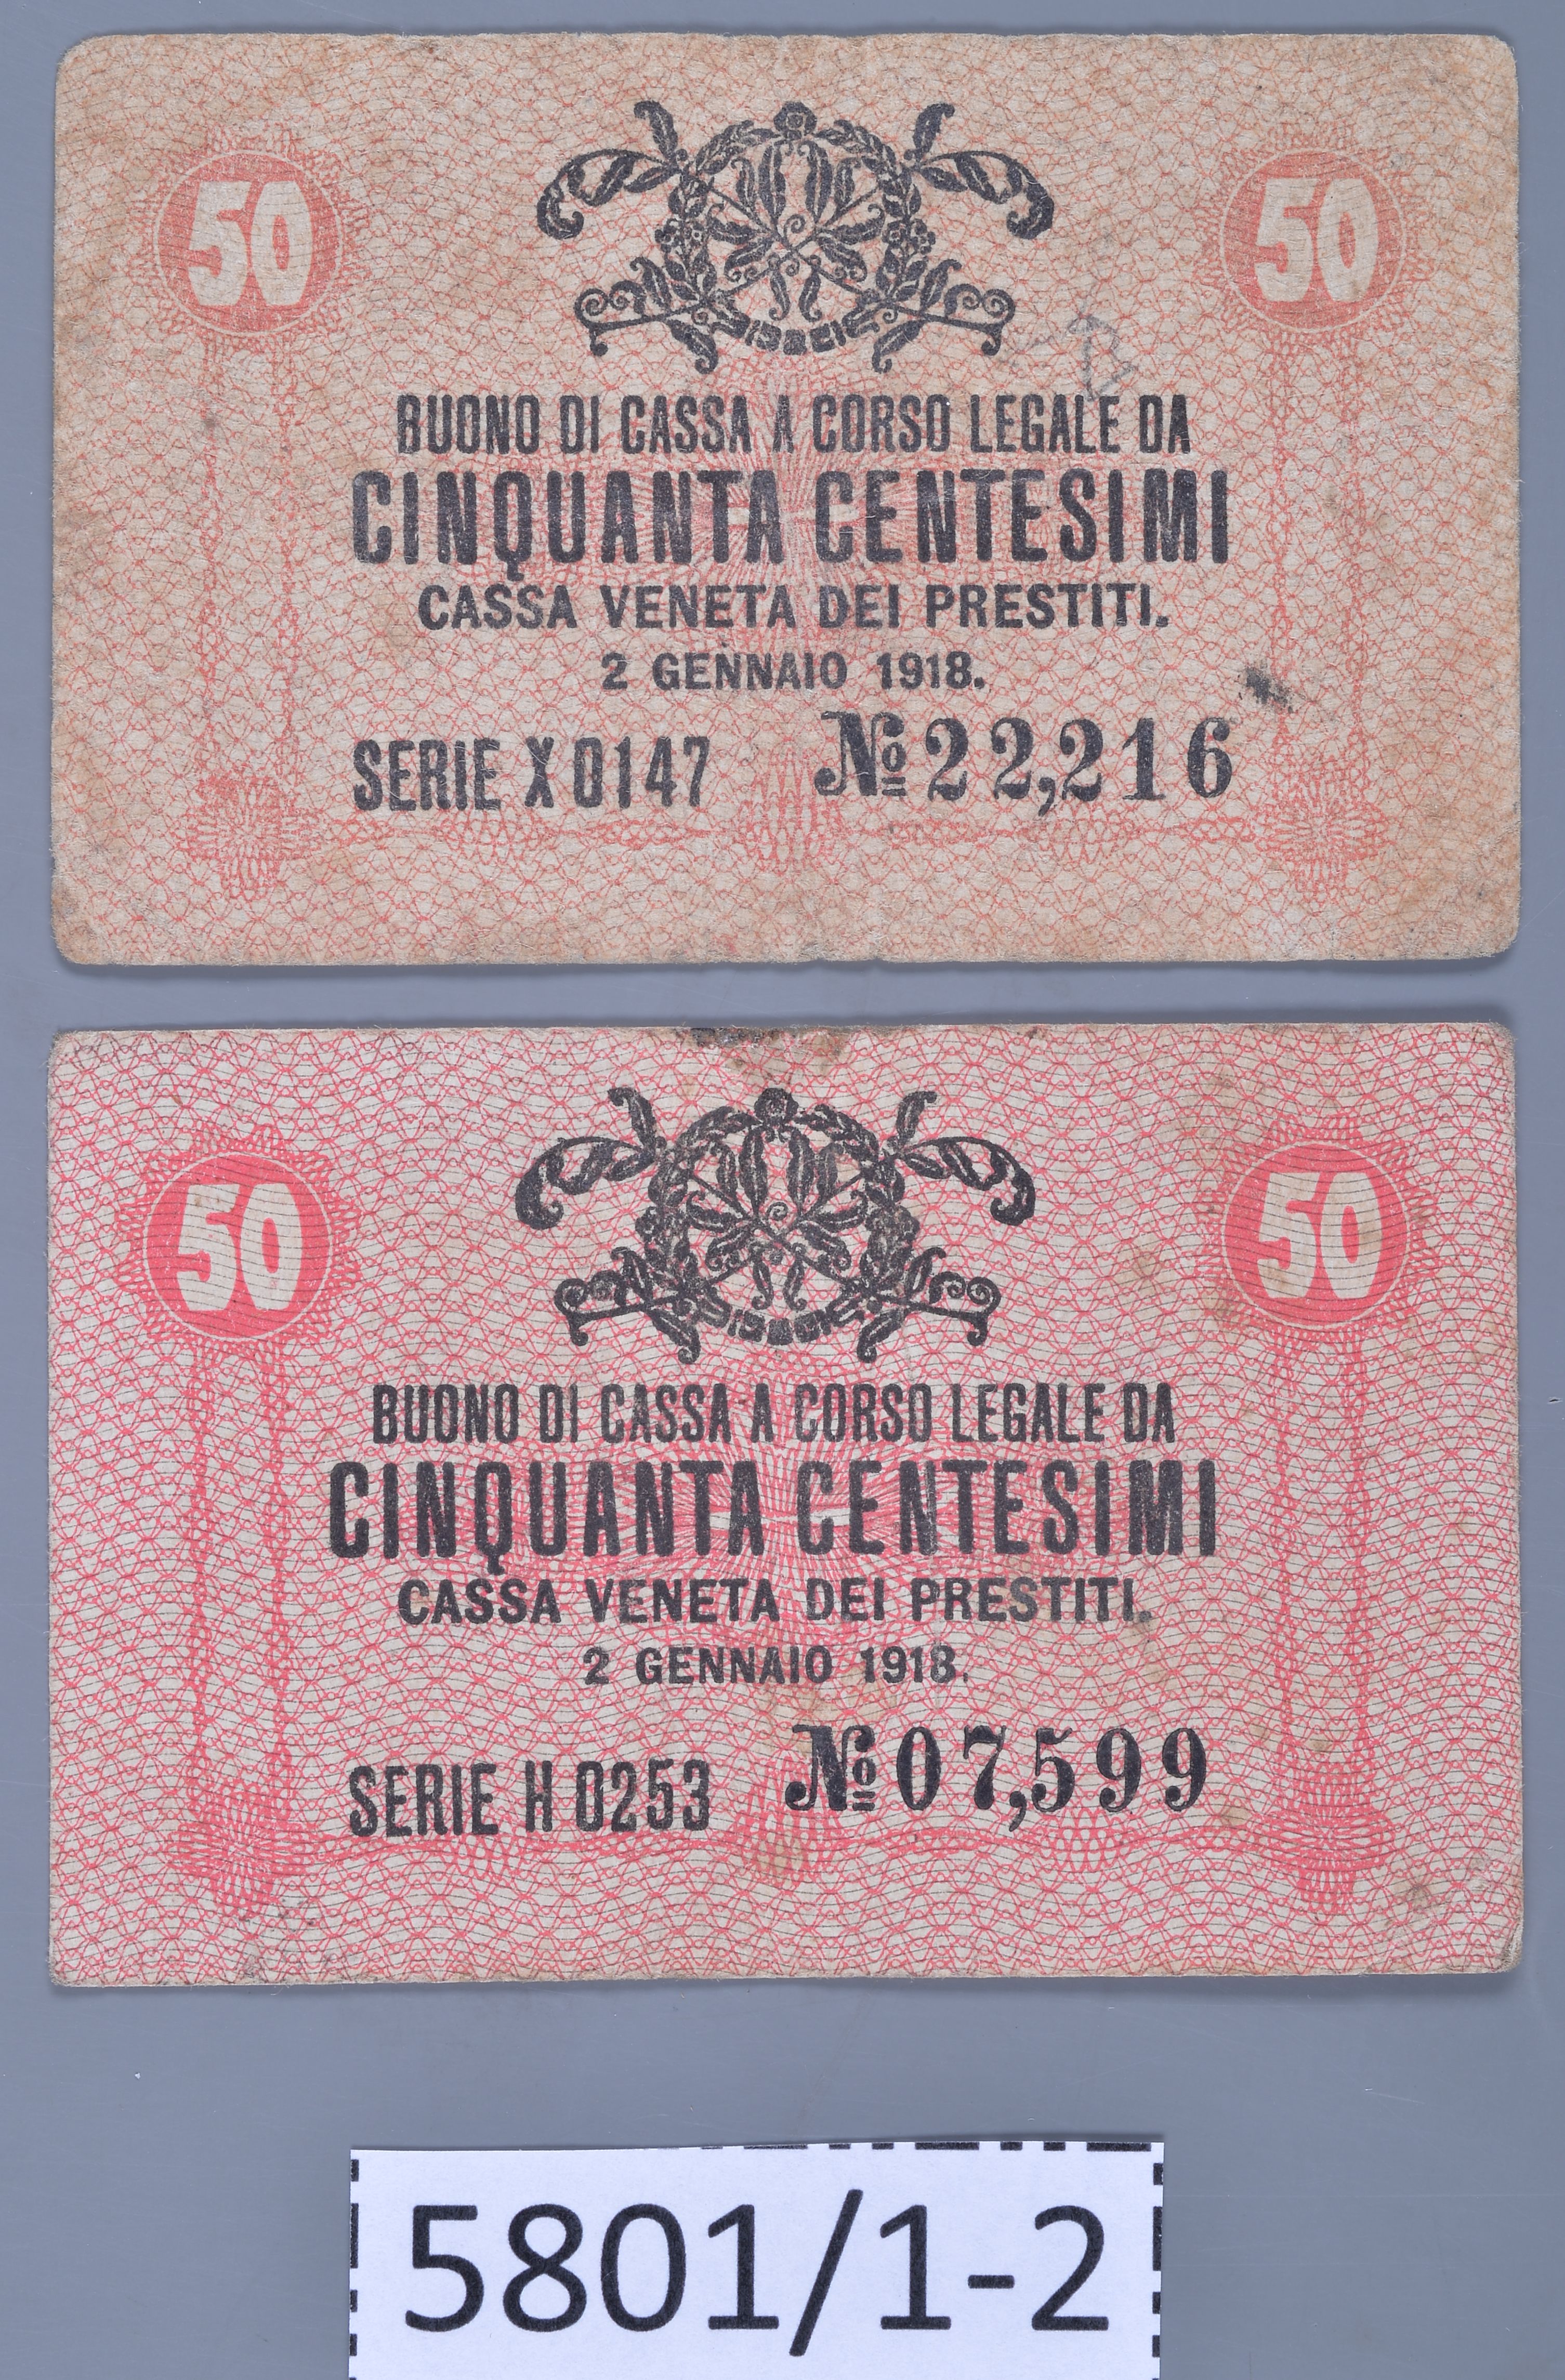 50 50
BUONO DI CASSA A CORSO LEGALE DA
CINQUANTA CENTESIMI
CASSA VENETA DEI PRESTITI.
2 GENNAIO 1918.
SERIE X 0147 № 22,216
50 50
BUONO DI CASSA A CORSO LEGALE DA
CINQUANTA CENTESIMI
CASSA VENETA DEI PRESTITI.
2 GENNAIO 1918.
SERIE H 0253 № 07,599
5801/1-2